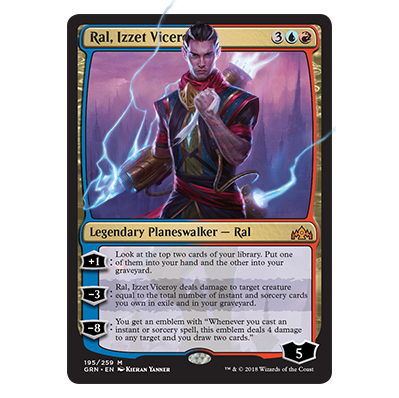 Ral, Izzet Vicero 3
Legendary Planeswalker — Ral
+1: Look at the top two cards of your library. Put one
of them into your hand and the other into your
graveyard.
-3: Ral, Izzet Viceroy deals damage to target creature
equal to the total number of instant and sorcery cards
you own in exile and in your graveyard.
-8: You get an emblem with “Whenever you cast an
instant or sorcery spell, this emblem deals 4 damage
to any target and you draw two cards.”
5
195/259 M
GRN • EN KIERAN YANNER
™ & © 2018 Wizards of the Coast